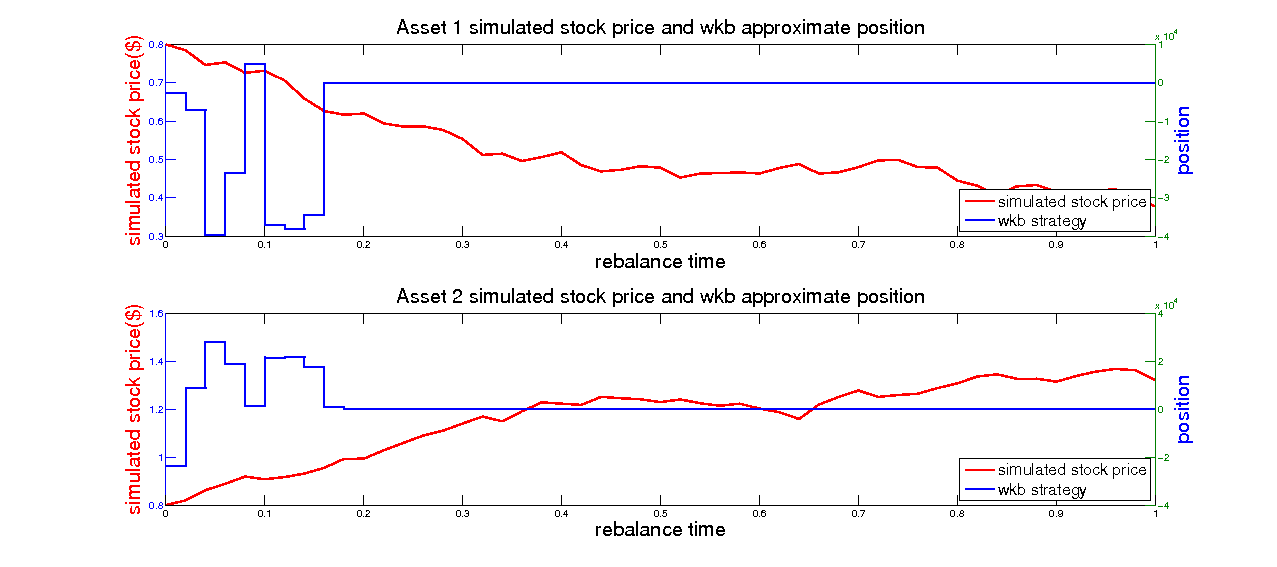 Asset 1 simulated stock price and wkb approximate position
x 10^4
simulated stock price($)
0.8
0.7
0.6
0.5
0.4
0.3
1
0
−1
−2
−3
−4
position
simulated stock price
wkb strategy
0 0.1 0.2 0.3 0.4 0.5 0.6 0.7 0.8 0.9 1
rebalance time
Asset 2 simulated stock price and wkb approximate position
x 10^4
simulated stock price($)
1.6
1.4
1.2
1
0.8
4
2
0
−2
−4
position
simulated stock price
wkb strategy
0 0.1 0.2 0.3 0.4 0.5 0.6 0.7 0.8 0.9 1
rebalance time